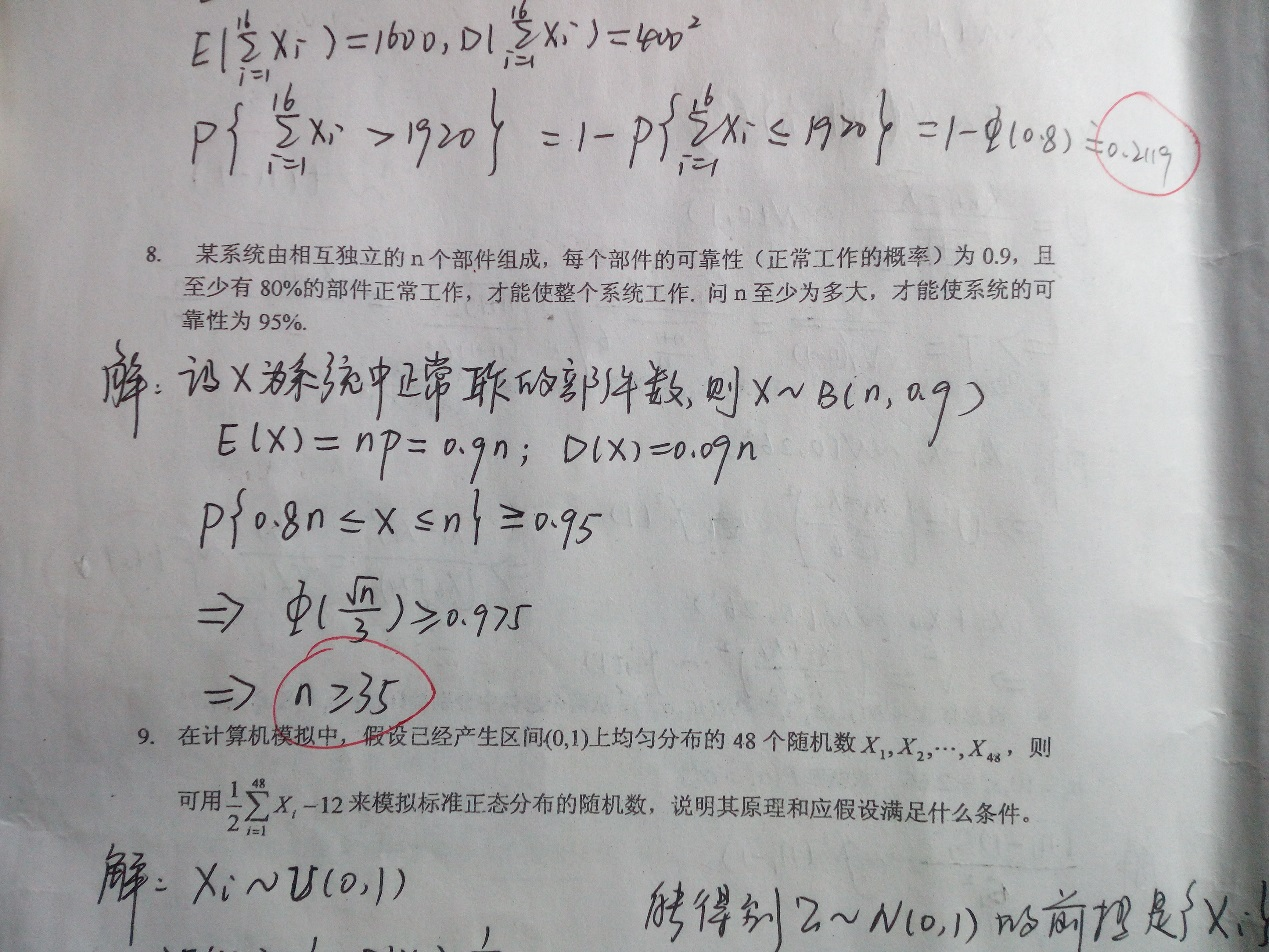 E(∑_{i=1}^{16} Xi) = 1600, D(∑_{i=1}^{16} Xi) = 400²
P{∑_{i=1}^{16} Xi > 1920} = 1 - P{∑_{i=1}^{16} Xi ≤ 1920} = 1 - Φ(0.8) ≐ 0.2119
8. 某系统由相互独立的n个部件组成，每个部件的可靠性（正常工作的概率）为0.9，且
至少有80%的部件正常工作，才能使整个系统工作. 问n至少为多大，才能使系统的可
靠性为95%.
解: 设X为系统中正常工作的部件数, 则 X~B(n, 0.9)
E(X) = np = 0.9n; D(X) = 0.09n
P{0.8n ≤ X ≤ n} ≥ 0.95
⇒ Φ(√n/3) ≥ 0.975
⇒ n ≥ 35
9. 在计算机模拟中，假设已经产生区间(0,1)上均匀分布的48个随机数X₁,X₂,⋯,X₄₈，则
可用 1/2 ∑_{i=1}^{48} Xᵢ -12 来模拟标准正态分布的随机数，说明其原理和应假设满足什么条件。
解: Xi ~ U(0,1)
能得到 Z~N(0,1) 的前提是{Xi}